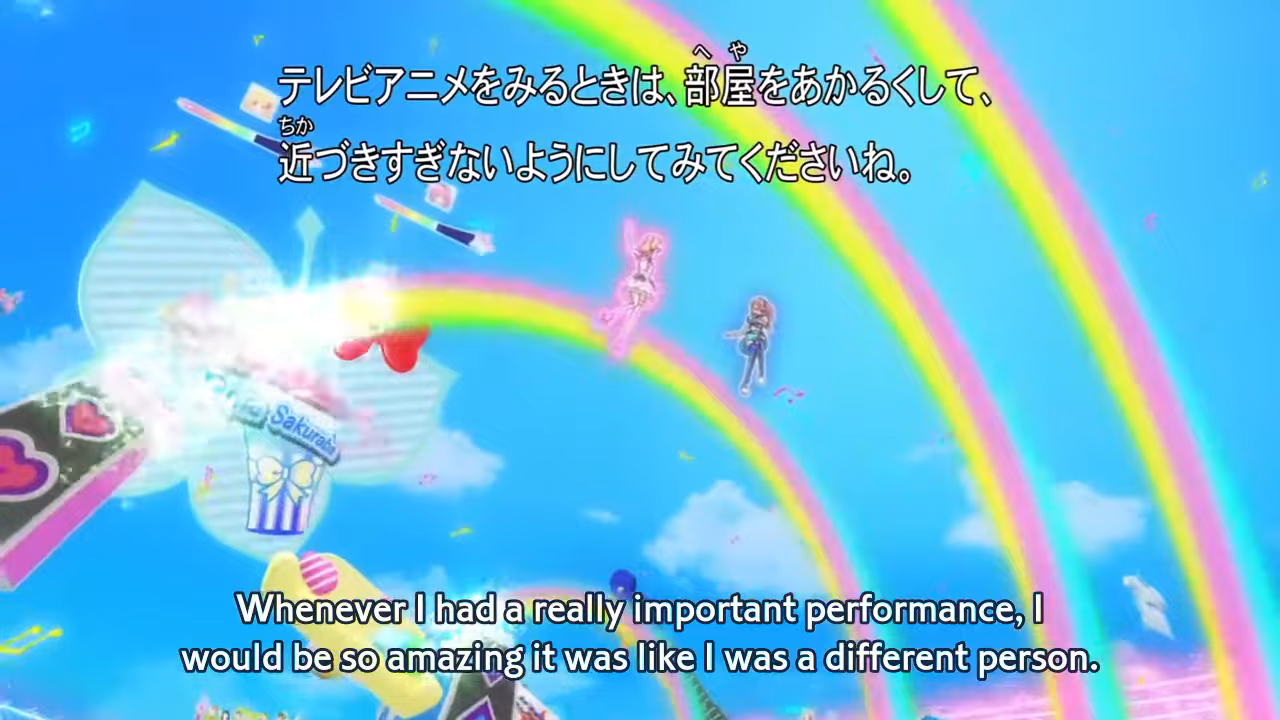 テレビアニメをみるときは、部屋をあかるくして、
近づきすぎないようにしてみてくださいね。
Whenever I had a really important performance, I
would be so amazing it was like I was a different person.